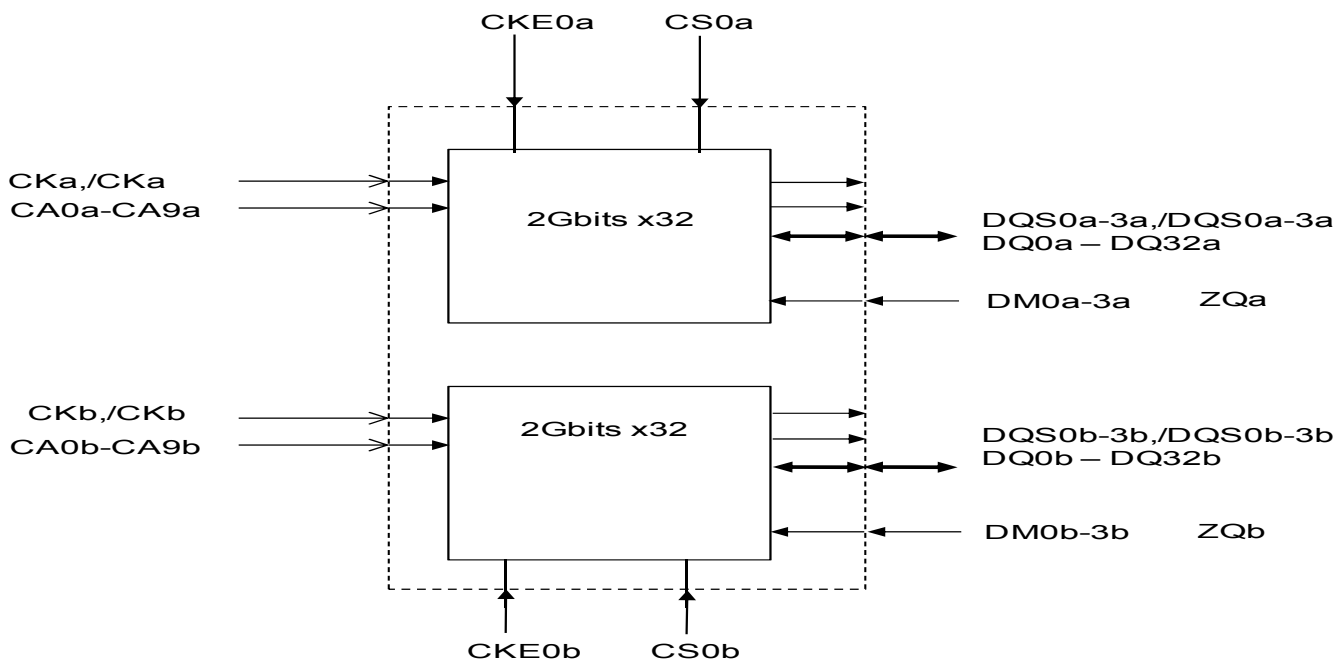 CKE0a CS0a
CKa,/CKa
CA0a-CA9a
2Gbits x32
DQS0a-3a,/DQS0a-3a
DQ0a – DQ32a
DM0a-3a ZQa
CKb,/CKb
CA0b-CA9b
2Gbits x32
DQS0b-3b,/DQS0b-3b
DQ0b – DQ32b
DM0b-3b ZQb
CKE0b CS0b